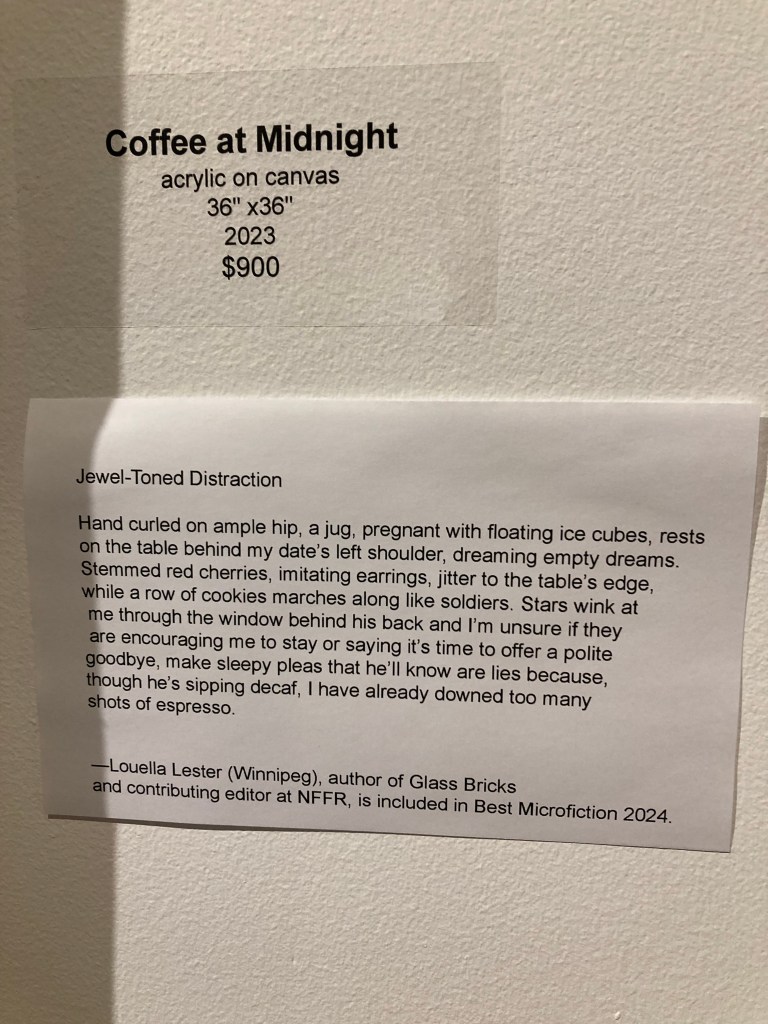 Coffee at Midnight
acrylic on canvas
36" x36"
2023
$900
Jewel-Toned Distraction
Hand curled on ample hip, a jug, pregnant with floating ice cubes, rests
on the table behind my date's left shoulder, dreaming empty dreams.
Stemmed red cherries, imitating earrings, jitter to the table's edge,
while a row of cookies marches along like soldiers. Stars wink at
me through the window behind his back and I'm unsure if they
are encouraging me to stay or saying it's time to offer a polite
goodbye, make sleepy pleas that he'll know are lies because,
though he's sipping decaf, I have already downed too many
shots of espresso.
—Louella Lester (Winnipeg), author of Glass Bricks
and contributing editor at NFFR, is included in Best Microfiction 2024.